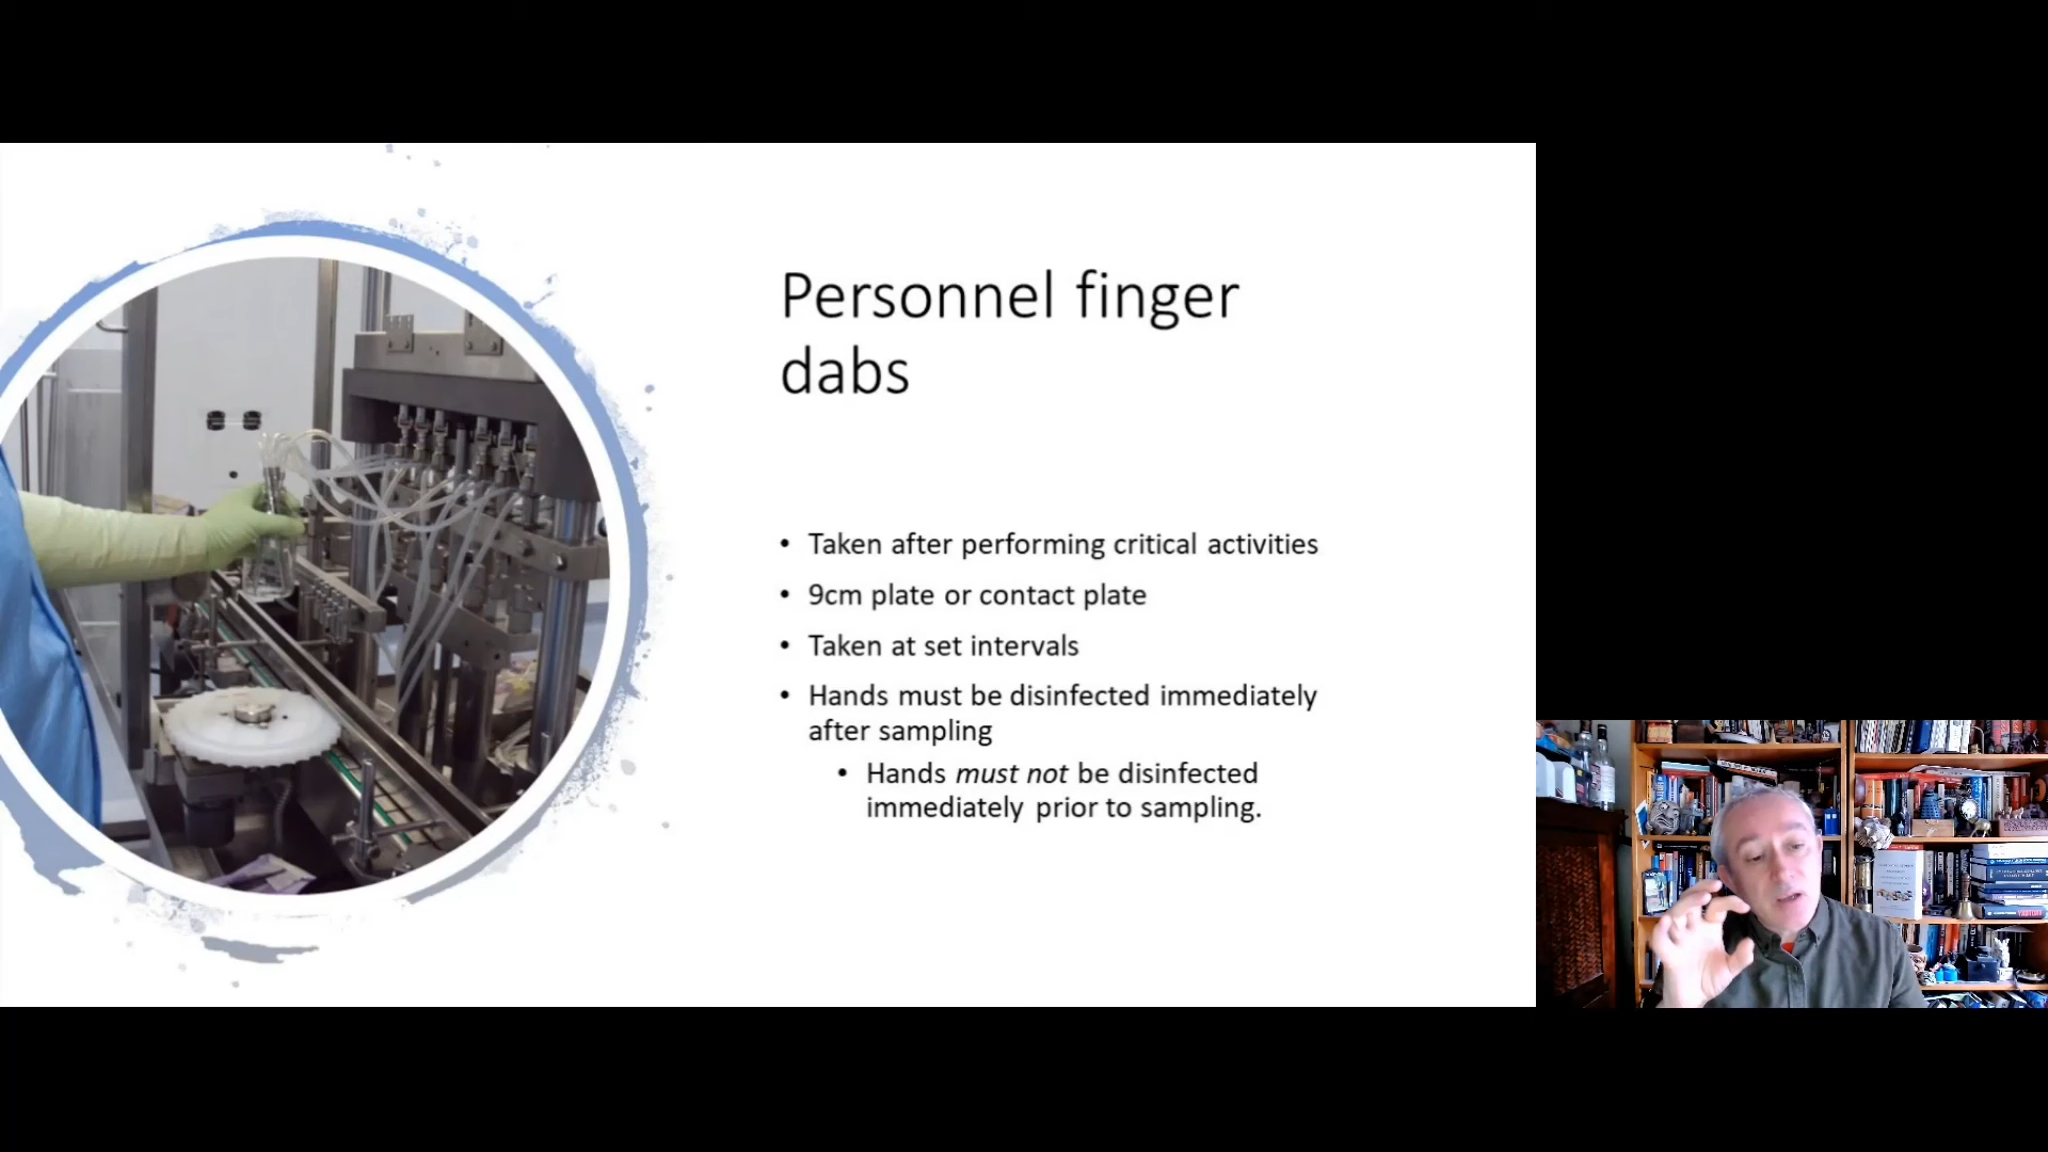 Personnel finger
dabs
• Taken after performing critical activities
• 9cm plate or contact plate
• Taken at set intervals
• Hands must be disinfected immediately
after sampling
• Hands must not be disinfected
immediately prior to sampling.